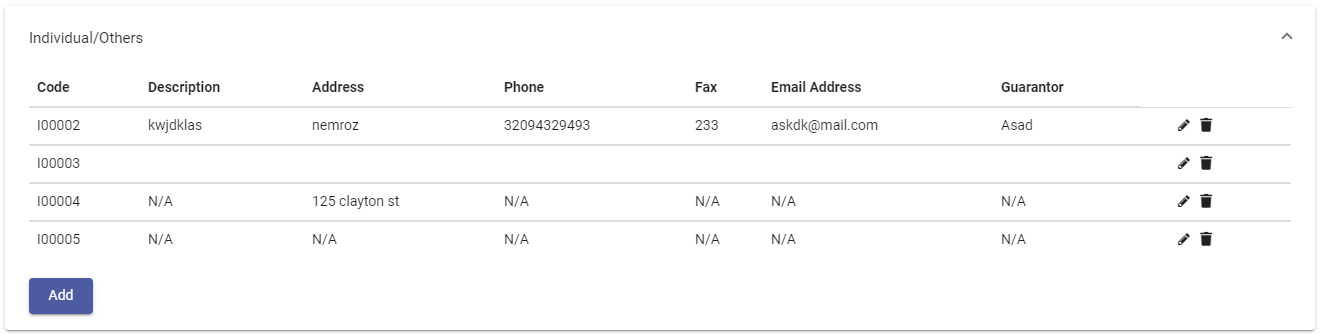 Individual/Others
Code Description Address Phone Fax Email Address Guarantor
I00002 kwjdklas nemroz 32094329493 233 askdk@mail.com Asad
I00003
I00004 N/A 125 clayton st N/A N/A N/A N/A
I00005 N/A N/A N/A N/A N/A N/A
Add